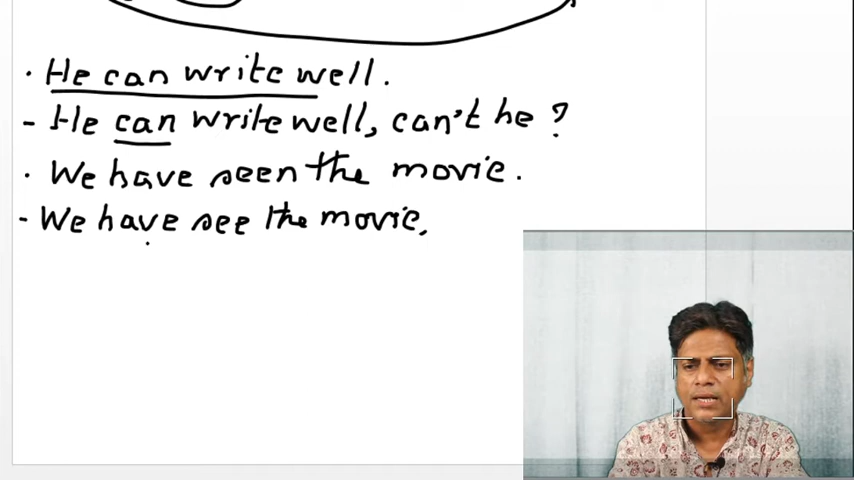 · He can write well.
- He can write well, can't he ?
· We have seen the movie.
- We have see the movie,